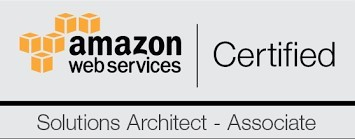 amazon
web services
Certified
Solutions Architect - Associate